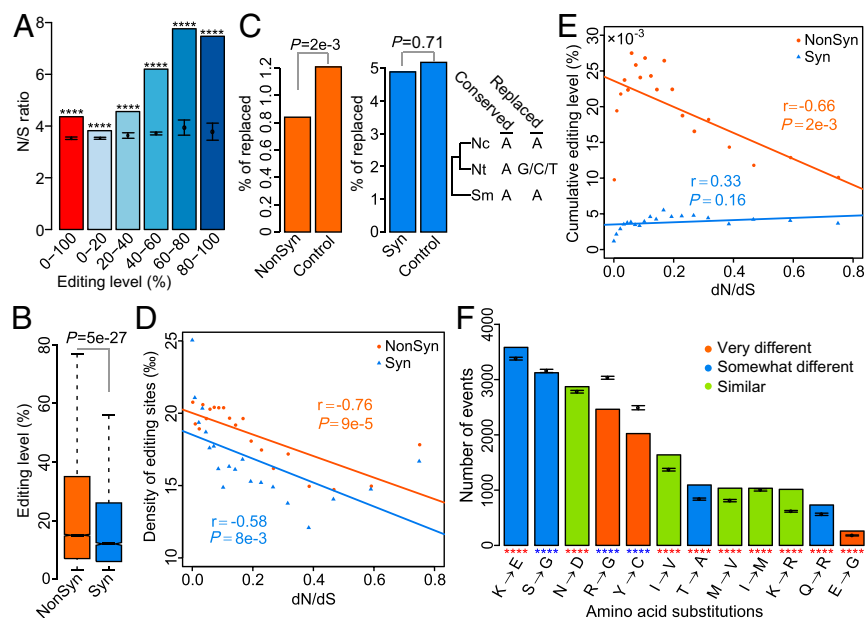 A
N/S ratio
8
6
4
2
0
****
****
****
****
****
****
0–100
0–20
20–40
40–60
60–80
80–100
Editing level (%)
B
P=5e-27
Editing level (%)
80
60
40
20
0
NonSyn
Syn
C
P=2e-3
% of replaced
1.2
1.0
0.8
0.6
0.4
0.2
0.0
NonSyn
Control
P=0.71
% of replaced
5
4
3
2
1
0
Syn
Control
Conserved
Replaced
Nc A A
Nt A G/C/T
Sm A A
D
Density of editing sites (‰)
25
20
15
10
NonSyn
Syn
r=-0.76
P=9e-5
r=-0.58
P=8e-3
0.0
0.2
0.4
0.6
0.8
dN/dS
E
×10⁻³
Cumulative editing level (%)
30
25
20
15
10
5
0
NonSyn
Syn
r=-0.66
P=2e-3
r=0.33
P=0.16
0.0
0.2
0.4
0.6
0.8
dN/dS
F
Number of events
4000
3000
2000
1000
0
Very different
Somewhat different
Similar
****
****
****
****
****
****
****
****
****
****
****
****
K→E
S→G
N→D
R→G
Y→C
I→V
T→A
M→V
I→M
K→R
Q→R
E→G
Amino acid substitutions